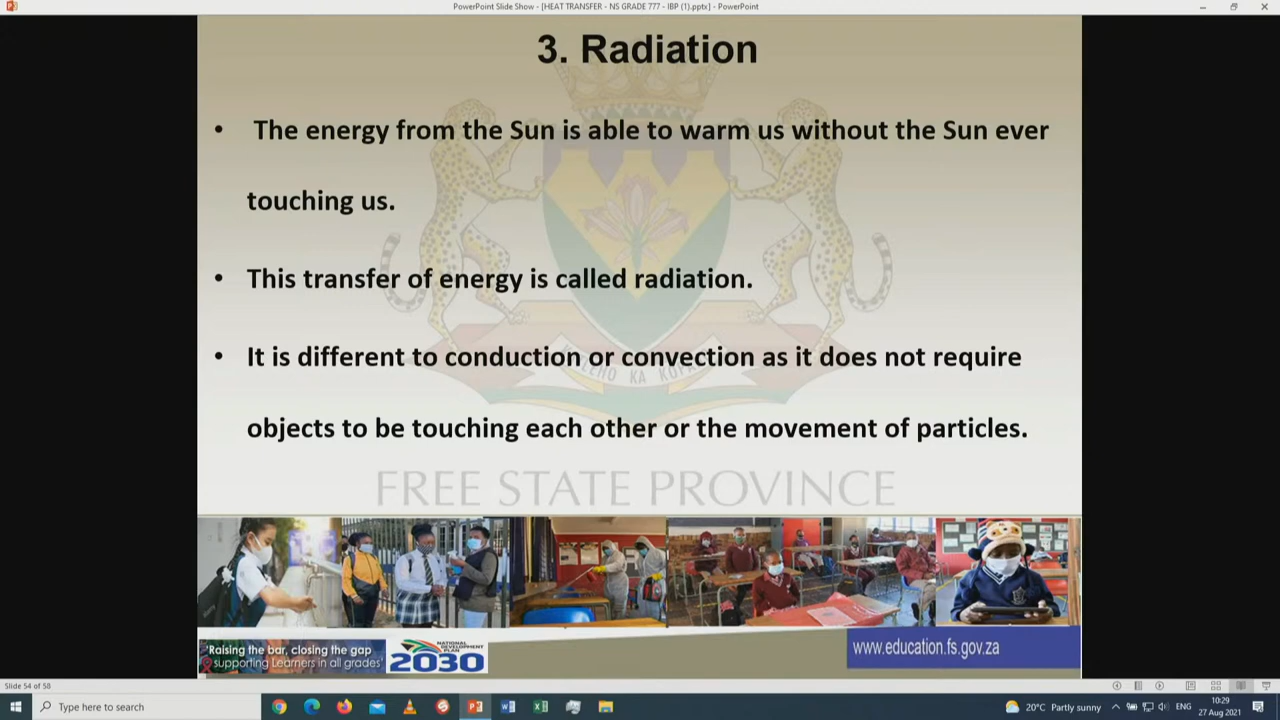 PowerPoint Slide Show - [HEAT TRANSFER - NS GRADE 777 - IBP (1).pptx] - PowerPoint
3. Radiation
• The energy from the Sun is able to warm us without the Sun ever
touching us.
• This transfer of energy is called radiation.
• It is different to conduction or convection as it does not require
objects to be touching each other or the movement of particles.
KA
FREE STATE PROVINCE
Raising the bar, closing the gap
supporting Learners in all grades'
NATIONAL
DEVELOPMENT
PLAN
2030
www.education.fs.gov.za
Slide 54 of 58
Type here to search
20°C Partly sunny
ENG
10:29
27 Aug 2021